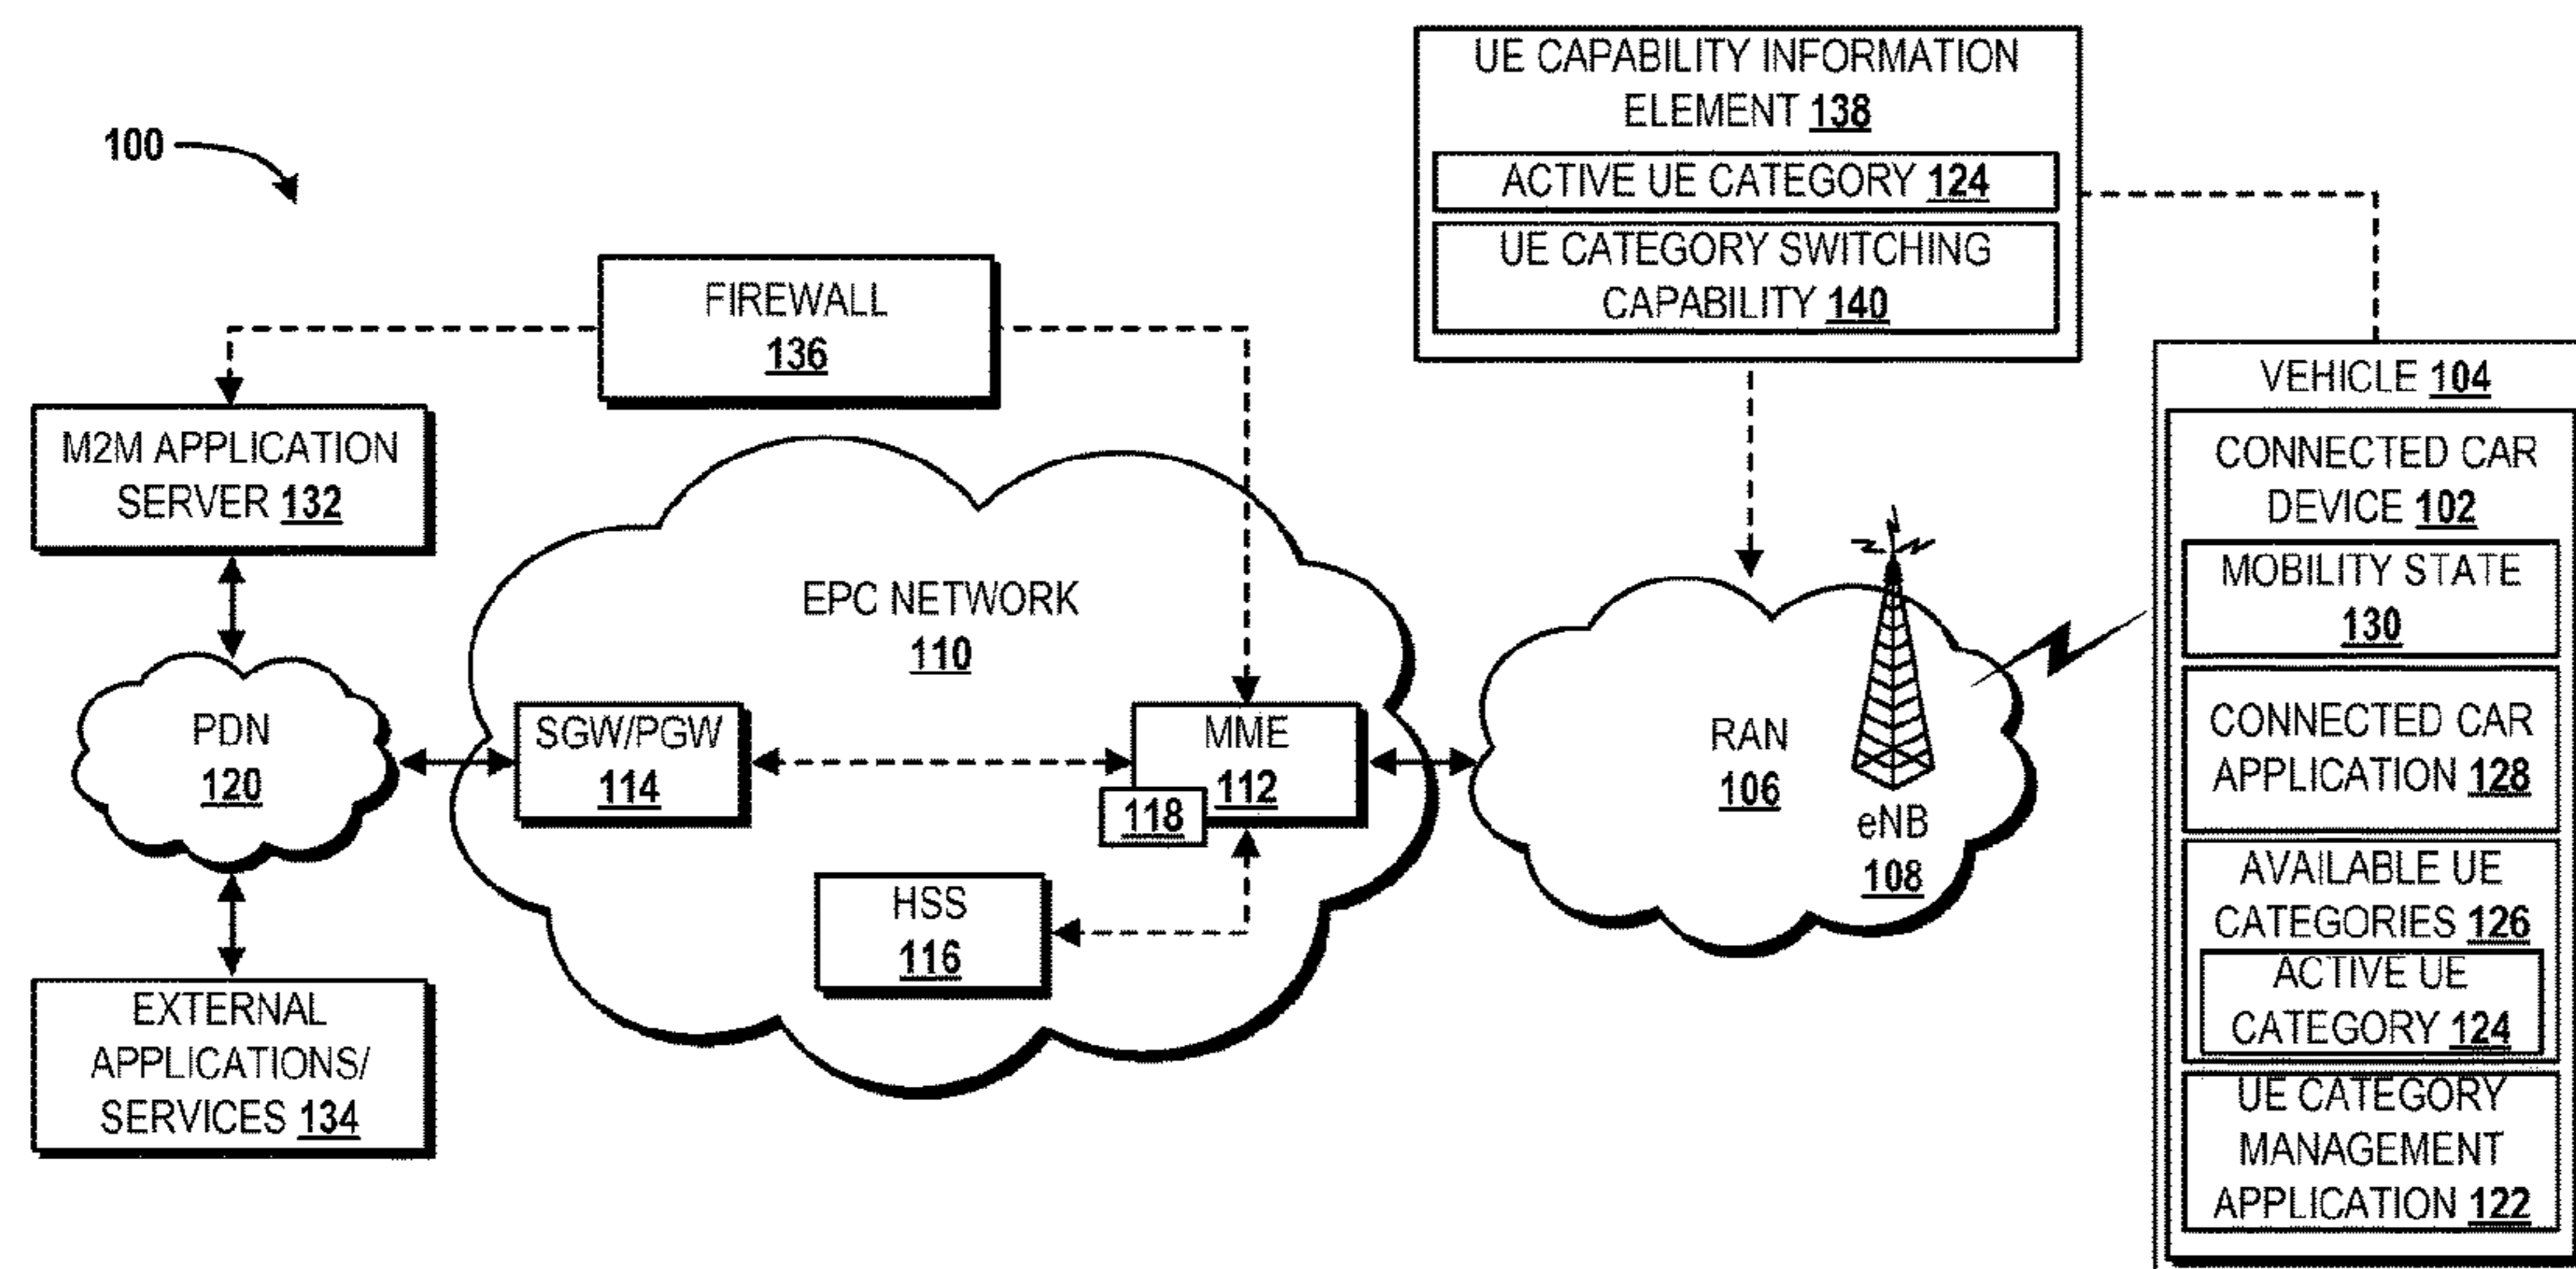 100
UE CAPABILITY INFORMATION
ELEMENT 138
ACTIVE UE CATEGORY 124
UE CATEGORY SWITCHING
CAPABILITY 140
FIREWALL
136
M2M APPLICATION
SERVER 132
PDN
120
EXTERNAL
APPLICATIONS/
SERVICES 134
EPC NETWORK
110
SGW/PGW
114
MME
112
118
HSS
116
RAN
106
eNB
108
VEHICLE 104
CONNECTED CAR
DEVICE 102
MOBILITY STATE
130
CONNECTED CAR
APPLICATION 128
AVAILABLE UE
CATEGORIES 126
ACTIVE UE
CATEGORY 124
UE CATEGORY
MANAGEMENT
APPLICATION 122